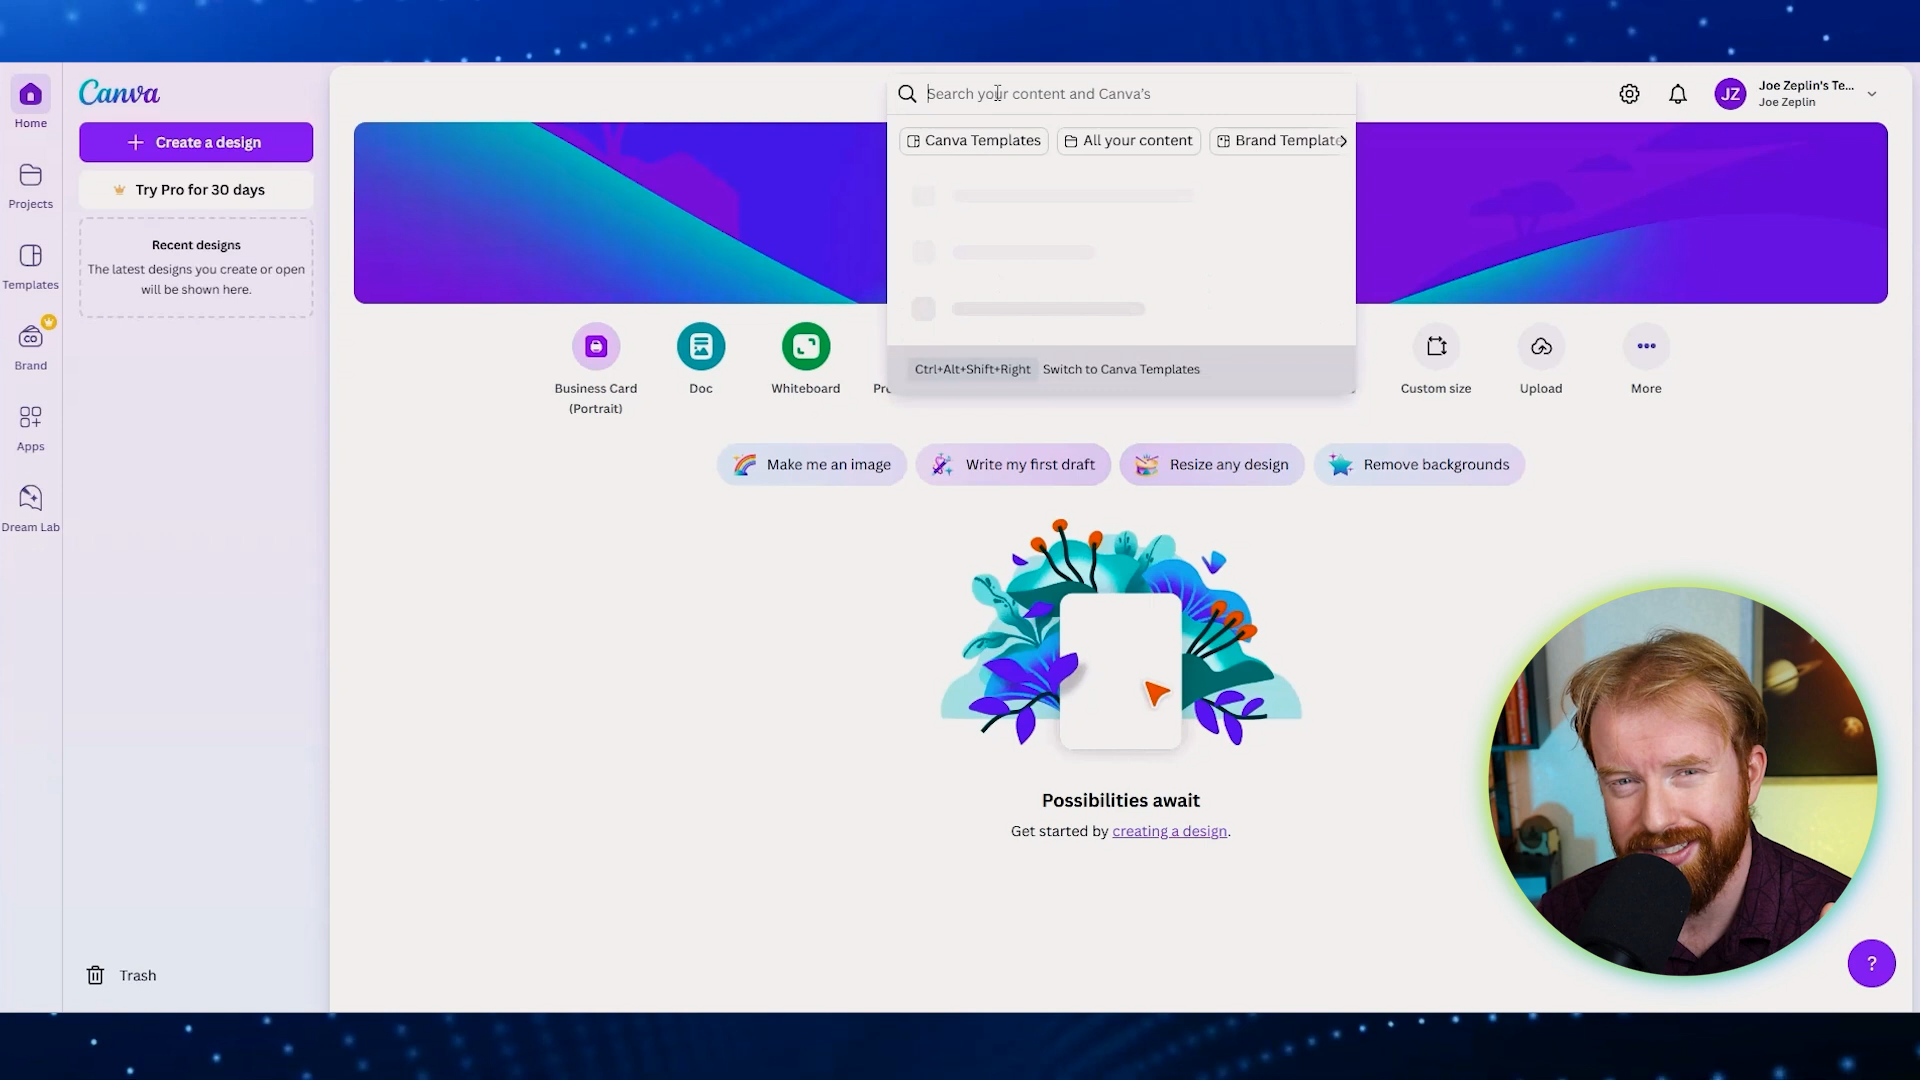 Canva
Search your content and Canva's
JZ
Joe Zeplin's Te...
Joe Zeplin
Home
Create a design
Canva Templates
All your content
Brand Template
Projects
Try Pro for 30 days
Recent designs
The latest designs you create or open
will be shown here.
Templates
CO
Brand
Business Card
(Portrait)
Doc
Whiteboard
Ctrl+Alt+Shift+Right
Switch to Canva Templates
Custom size
Upload
More
Apps
Make me an image
Write my first draft
Resize any design
Remove backgrounds
Dream Lab
Possibilities await
Get started by creating a design.
Trash
?